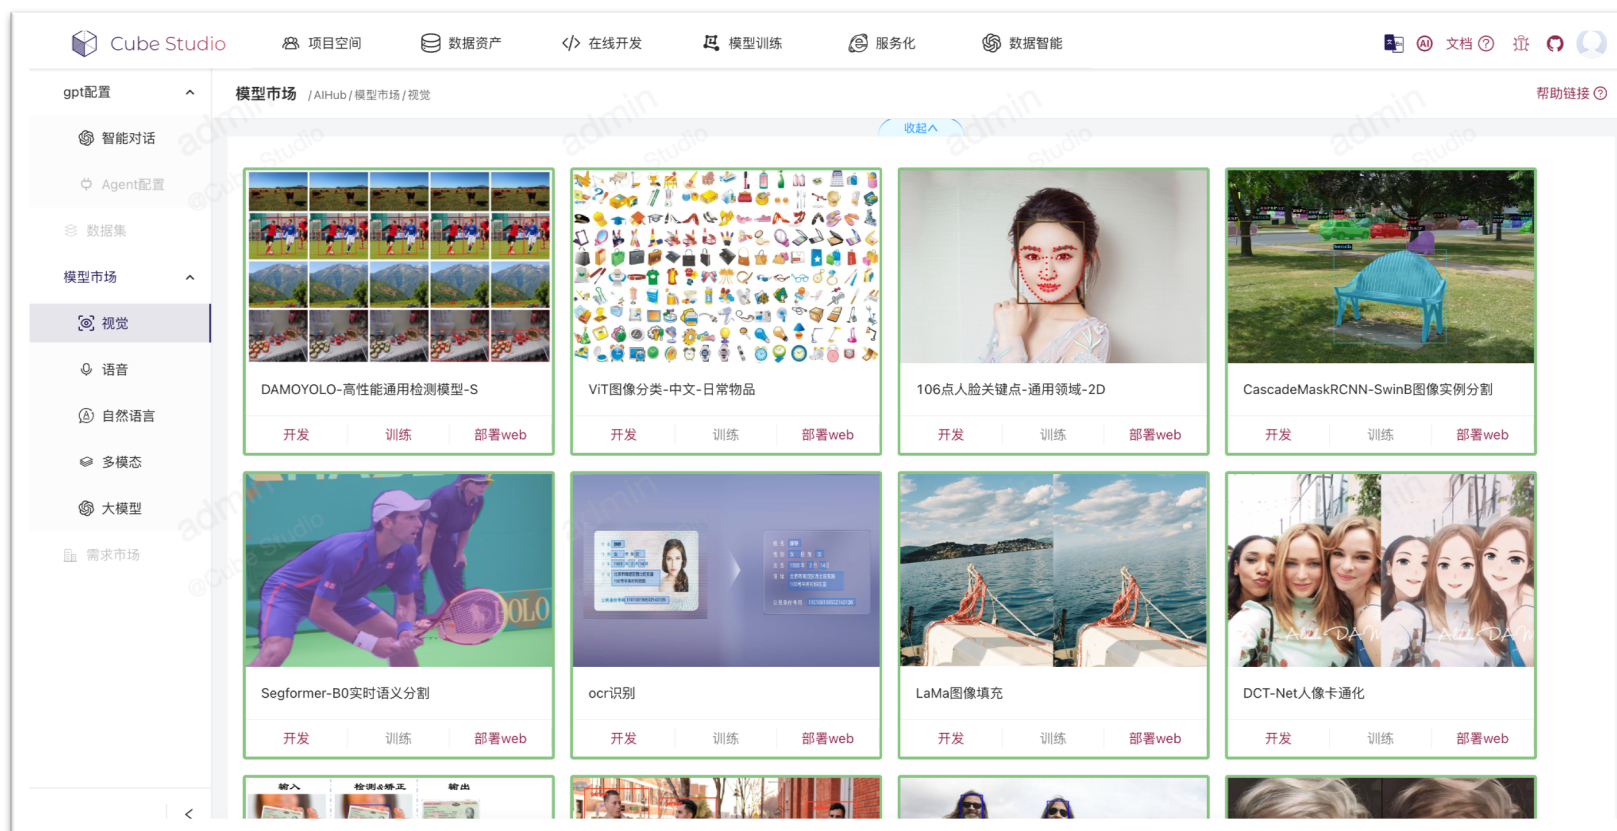 Cube Studio
项目空间
数据资产
在线开发
模型训练
服务化
数据智能
AI
文档
gpt配置
智能对话
Agent配置
数据集
模型市场
视觉
语音
自然语言
多模态
大模型
需求市场
模型市场 /AIHub/模型市场/视觉
帮助链接
收起
DAMOYOLO-高性能通用检测模型-S
开发 训练 部署web
ViT图像分类-中文-日常物品
开发 训练 部署web
106点人脸关键点-通用领域-2D
开发 训练 部署web
CascadeMaskRCNN-SwinB图像实例分割
开发 训练 部署web
POLO
Segformer-B0实时语义分割
开发 训练 部署web
ocr识别
开发 训练 部署web
LaMa图像填充
开发 训练 部署web
DCT-Net人像卡通化
开发 训练 部署web
输入 检测&矫正 输出
admin
@Cube Studio